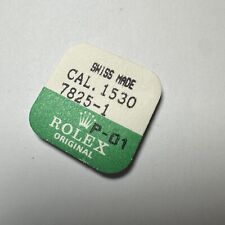 SWISS MADE
CAL. 1530
7825-1
P-01
ROLEX
ORIGINAL